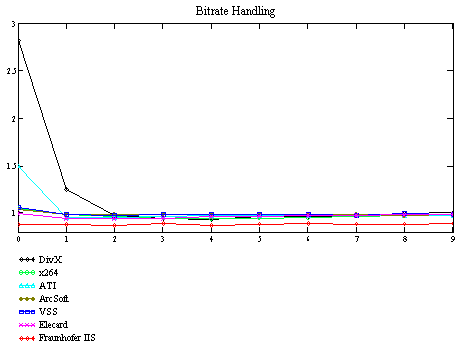 Bitrate Handling
3
2.5
2
1.5
1
0 1 2 3 4 5 6 7 8 9
DivX
x264
ATI
ArcSoft
VSS
Elecard
Fraunhofer IIS